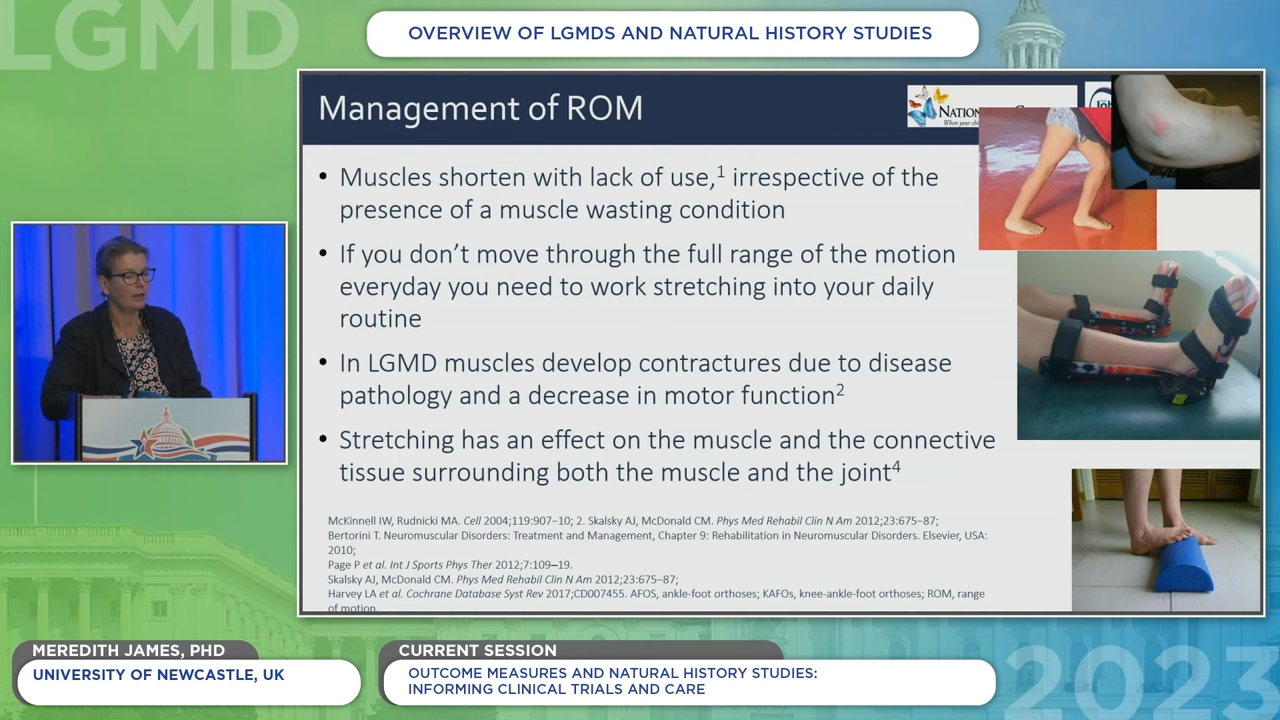 LGMD
OVERVIEW OF LGMDS AND NATURAL HISTORY STUDIES
Management of ROM
• Muscles shorten with lack of use,1 irrespective of the
presence of a muscle wasting condition
• If you don’t move through the full range of the motion
everyday you need to work stretching into your daily
routine
• In LGMD muscles develop contractures due to disease
pathology and a decrease in motor function2
• Stretching has an effect on the muscle and the connective
tissue surrounding both the muscle and the joint4
McKinnell IW, Rudnicki MA. Cell 2004;119:907–10; 2. Skalsky AJ, McDonald CM. Phys Med Rehabil Clin N Am 2012;23:675–87;
Bertorini T. Neuromuscular Disorders: Treatment and Management, Chapter 9: Rehabilitation in Neuromuscular Disorders. Elsevier, USA:
2010;
Page P et al. Int J Sports Phys Ther 2012;7:109–19.
Skalsky AJ, McDonald CM. Phys Med Rehabil Clin N Am 2012;23:675–87;
Harvey LA et al. Cochrane Database Syst Rev 2017;CD007455. AFOS, ankle-foot orthoses; KAFOs, knee-ankle-foot orthoses; ROM, range
of motion
MEREDITH JAMES, PHD
UNIVERSITY OF NEWCASTLE, UK
CURRENT SESSION
OUTCOME MEASURES AND NATURAL HISTORY STUDIES:
INFORMING CLINICAL TRIALS AND CARE
2023